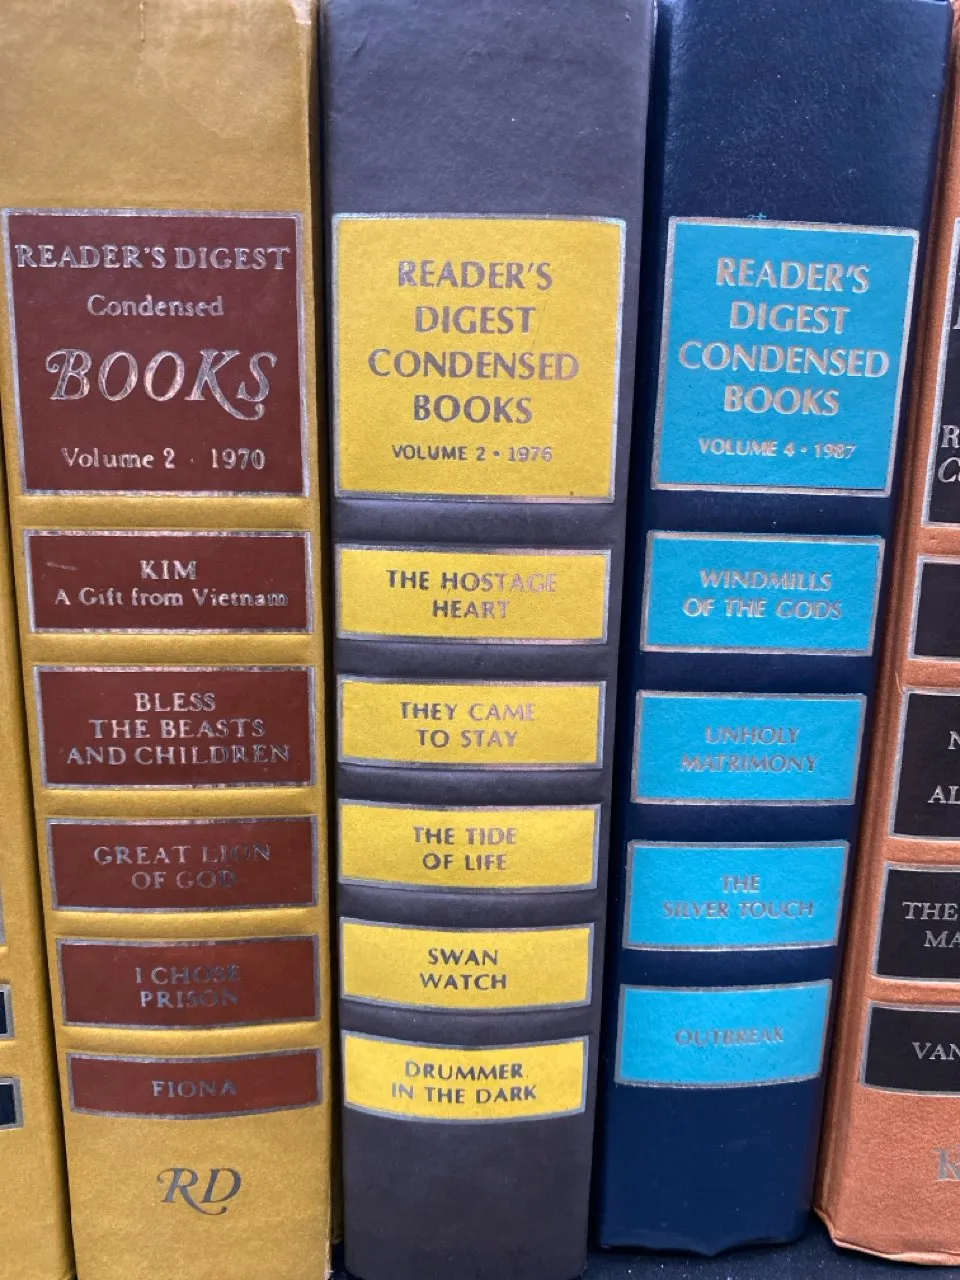 READER'S DIGEST
Condensed
BOOKS
Volume 2 · 1970
KIM
A Gift from Vietnam
BLESS
THE BEASTS
AND CHILDREN
GREAT LION
OF GOD
I CHOSE
PRISON
FIONA
RD
READER'S
DIGEST
CONDENSED
BOOKS
VOLUME 2 • 1976
THE HOSTAGE
HEART
THEY CAME
TO STAY
THE TIDE
OF LIFE
SWAN
WATCH
DRUMMER
IN THE DARK
READER'S
DIGEST
CONDENSED
BOOKS
VOLUME 4 • 1987
WINDMILLS
OF THE GODS
UNHOLY
MATRIMONY
THE
SILVER TOUCH
OUTBREAK
THE